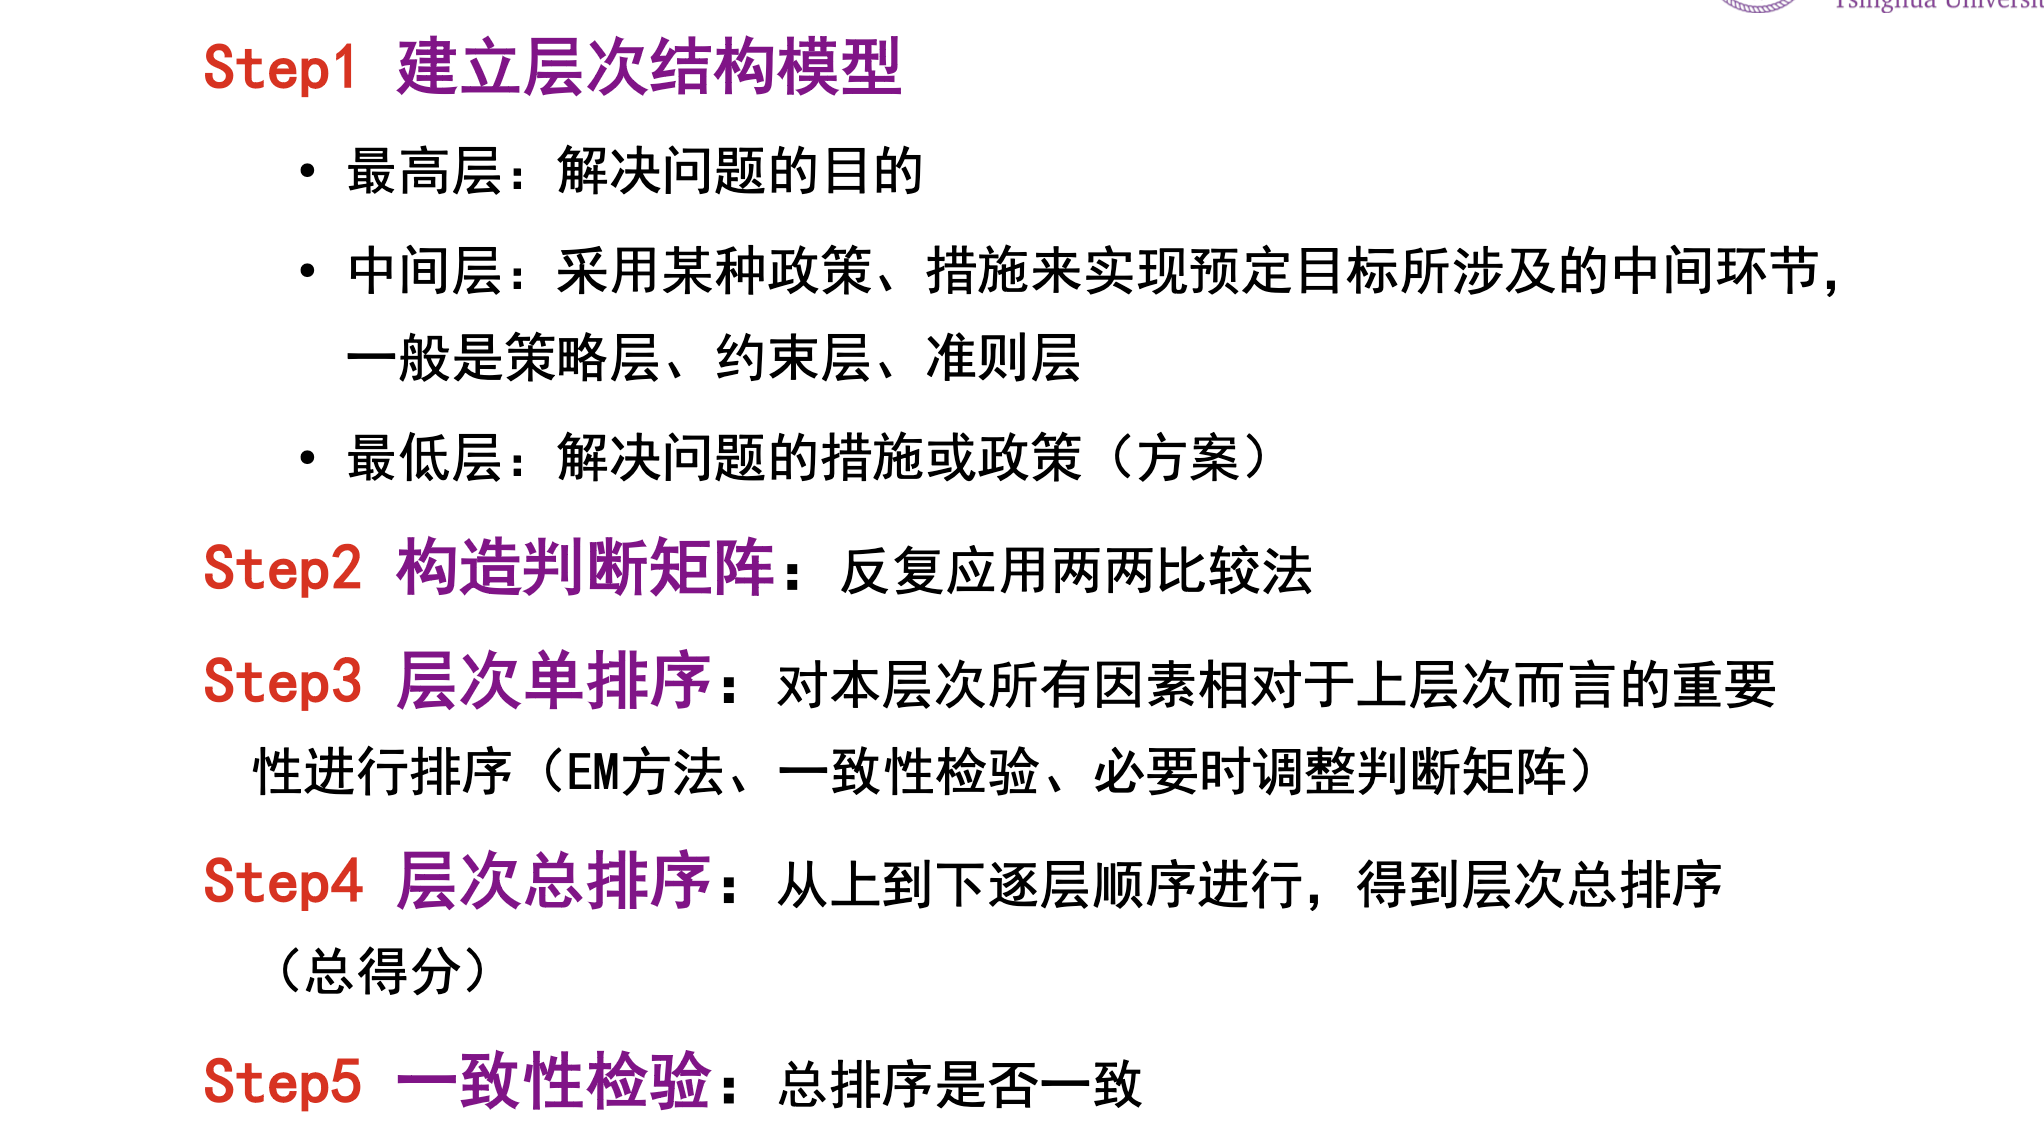 Tsinghua Universit
Step1 建立层次结构模型
• 最高层：解决问题的目的
• 中间层：采用某种政策、措施来实现预定目标所涉及的中间环节，
一般是策略层、约束层、准则层
• 最低层：解决问题的措施或政策（方案）
Step2 构造判断矩阵：反复应用两两比较法
Step3 层次单排序：对本层次所有因素相对于上层次而言的重要
性进行排序（EM方法、一致性检验、必要时调整判断矩阵）
Step4 层次总排序：从上到下逐层顺序进行，得到层次总排序
（总得分）
Step5 一致性检验：总排序是否一致